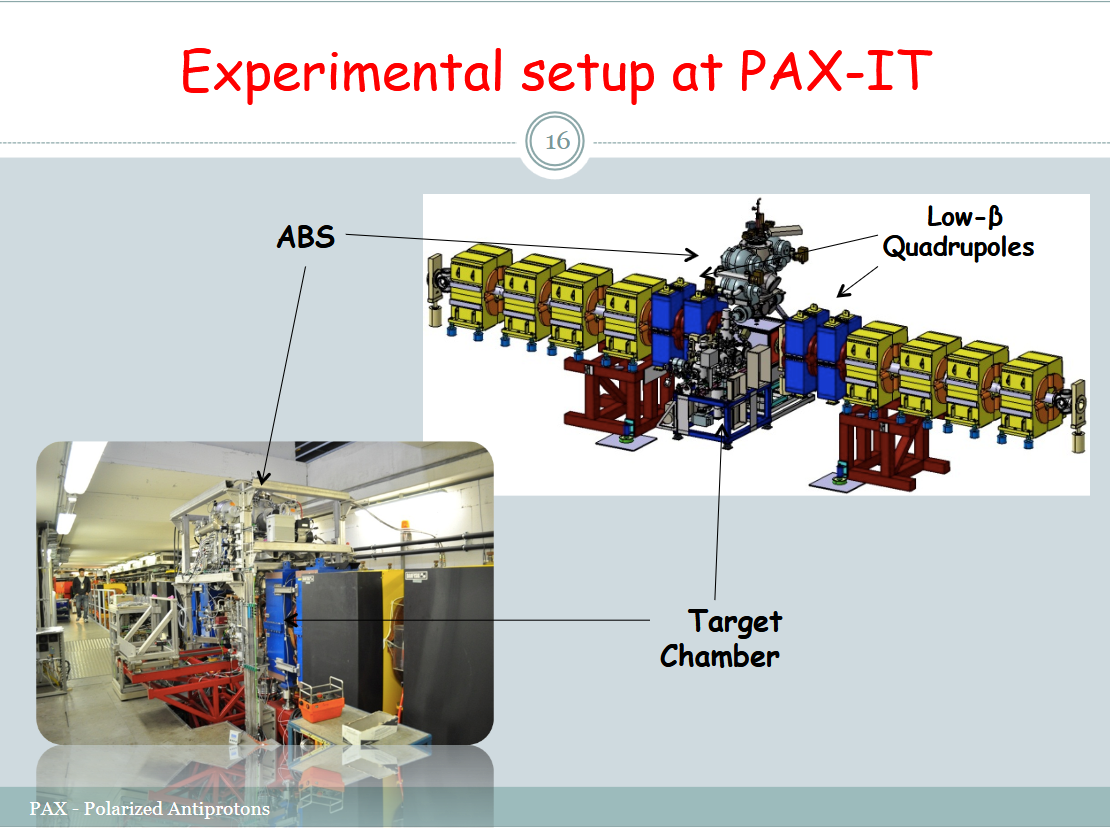 Experimental setup at PAX-IT
16
ABS
Low-β
Quadrupoles
Target
Chamber
PAX - Polarized Antiprotons